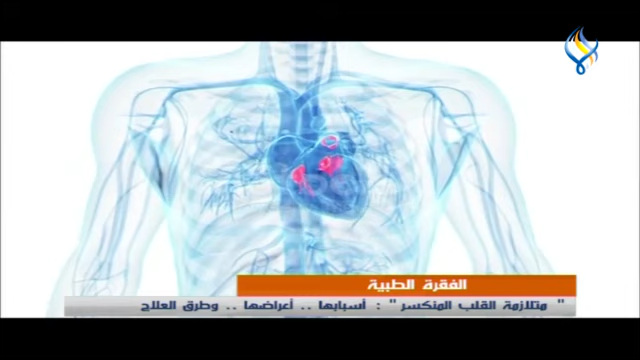 الفقرة الطبية
" متلازمة القلب المنكسر " : أسبابها .. أعراضها .. وطرق العلاج